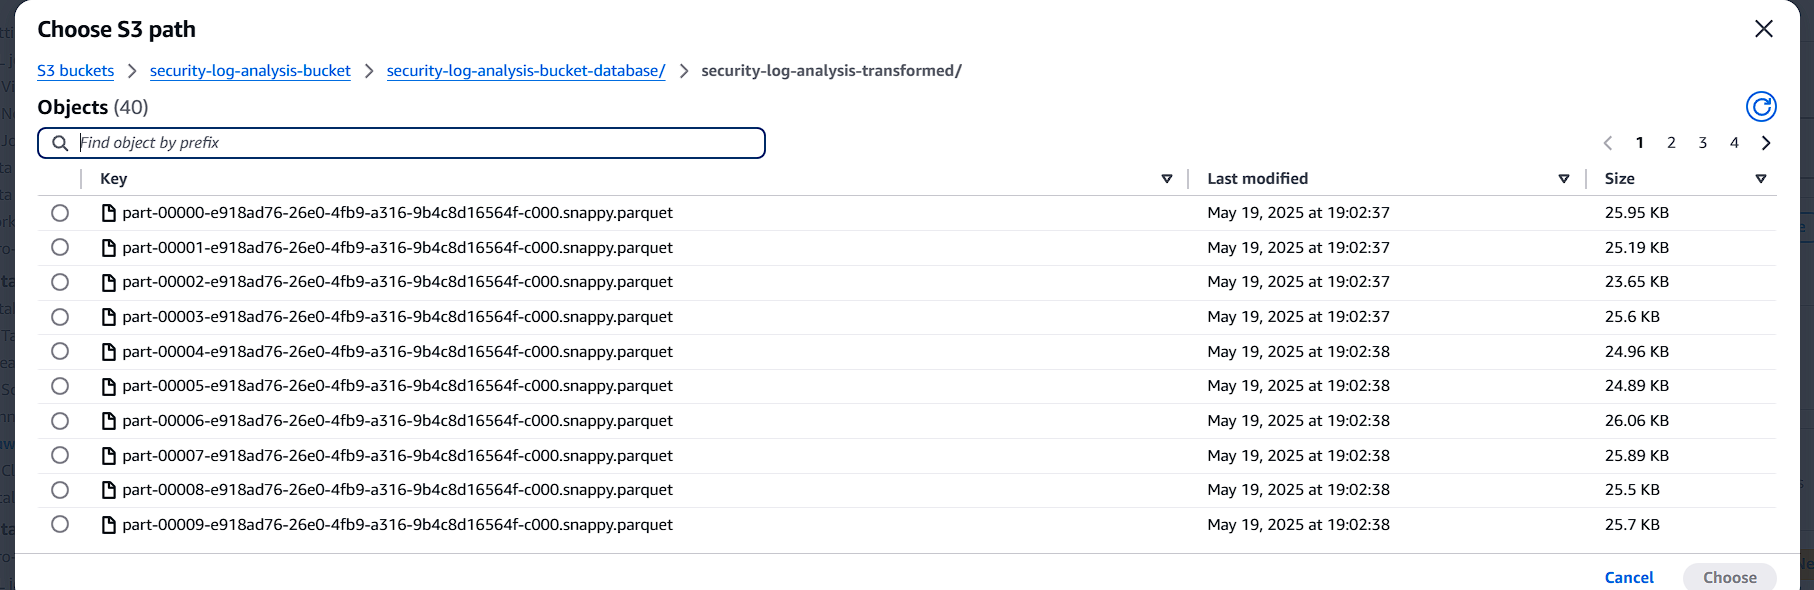 Choose S3 path
S3 buckets > security-log-analysis-bucket > security-log-analysis-bucket-database/ > security-log-analysis-transformed/
Objects (40)
Find object by prefix
1 2 3 4
Key Last modified Size
part-00000-e918ad76-26e0-4fb9-a316-9b4c8d16564f-c000.snappy.parquet May 19, 2025 at 19:02:37 25.95 KB
part-00001-e918ad76-26e0-4fb9-a316-9b4c8d16564f-c000.snappy.parquet May 19, 2025 at 19:02:37 25.19 KB
part-00002-e918ad76-26e0-4fb9-a316-9b4c8d16564f-c000.snappy.parquet May 19, 2025 at 19:02:37 23.65 KB
part-00003-e918ad76-26e0-4fb9-a316-9b4c8d16564f-c000.snappy.parquet May 19, 2025 at 19:02:37 25.6 KB
part-00004-e918ad76-26e0-4fb9-a316-9b4c8d16564f-c000.snappy.parquet May 19, 2025 at 19:02:38 24.96 KB
part-00005-e918ad76-26e0-4fb9-a316-9b4c8d16564f-c000.snappy.parquet May 19, 2025 at 19:02:38 24.89 KB
part-00006-e918ad76-26e0-4fb9-a316-9b4c8d16564f-c000.snappy.parquet May 19, 2025 at 19:02:38 26.06 KB
part-00007-e918ad76-26e0-4fb9-a316-9b4c8d16564f-c000.snappy.parquet May 19, 2025 at 19:02:38 25.89 KB
part-00008-e918ad76-26e0-4fb9-a316-9b4c8d16564f-c000.snappy.parquet May 19, 2025 at 19:02:38 25.5 KB
part-00009-e918ad76-26e0-4fb9-a316-9b4c8d16564f-c000.snappy.parquet May 19, 2025 at 19:02:38 25.7 KB
Cancel Choose